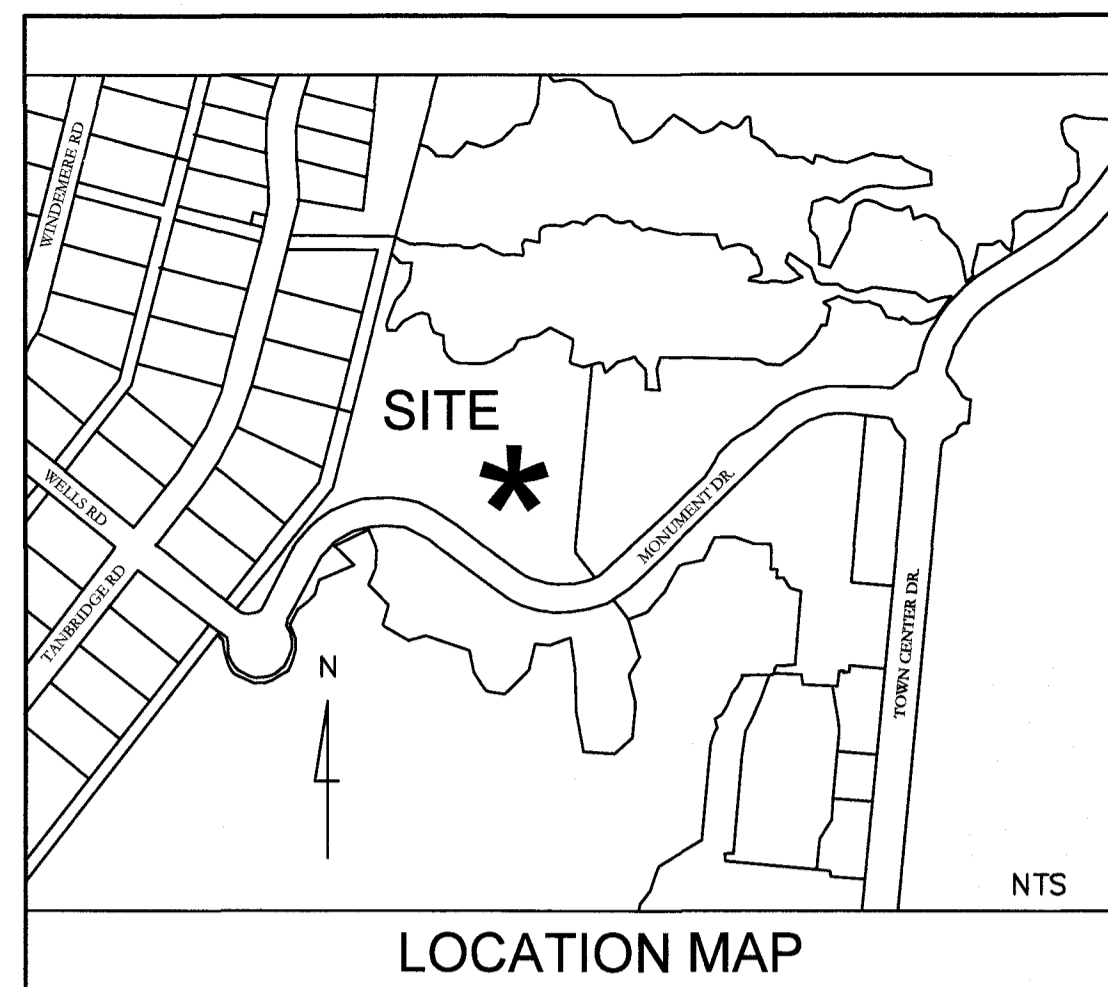 WINDEMERE RD
SITE
*
WELLS RD
MONUMENT DR.
TANBRIDGE RD
TOWN CENTER DR.
N
NTS
LOCATION MAP